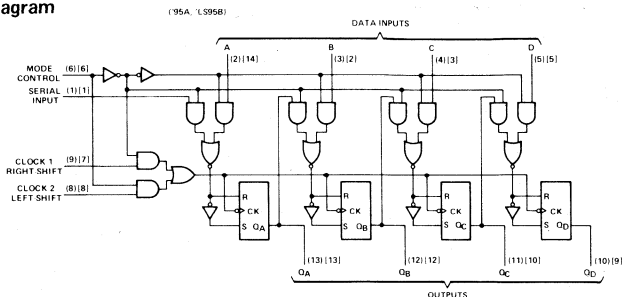 agram
('95A, 'LS95B)
DATA INPUTS
A B C D
(2)[14] (3)[2] (4)[3] (5)[5]
MODE CONTROL (6)[6]
SERIAL INPUT (1)[1]
CLOCK 1 RIGHT SHIFT (9)[7]
CLOCK 2 LEFT SHIFT (8)[8]
R R R R
CK CK CK CK
S QA S QB S QC S QD
(13)[13] (12)[12] (11)[10] (10)[9]
QA QB QC QD
OUTPUTS